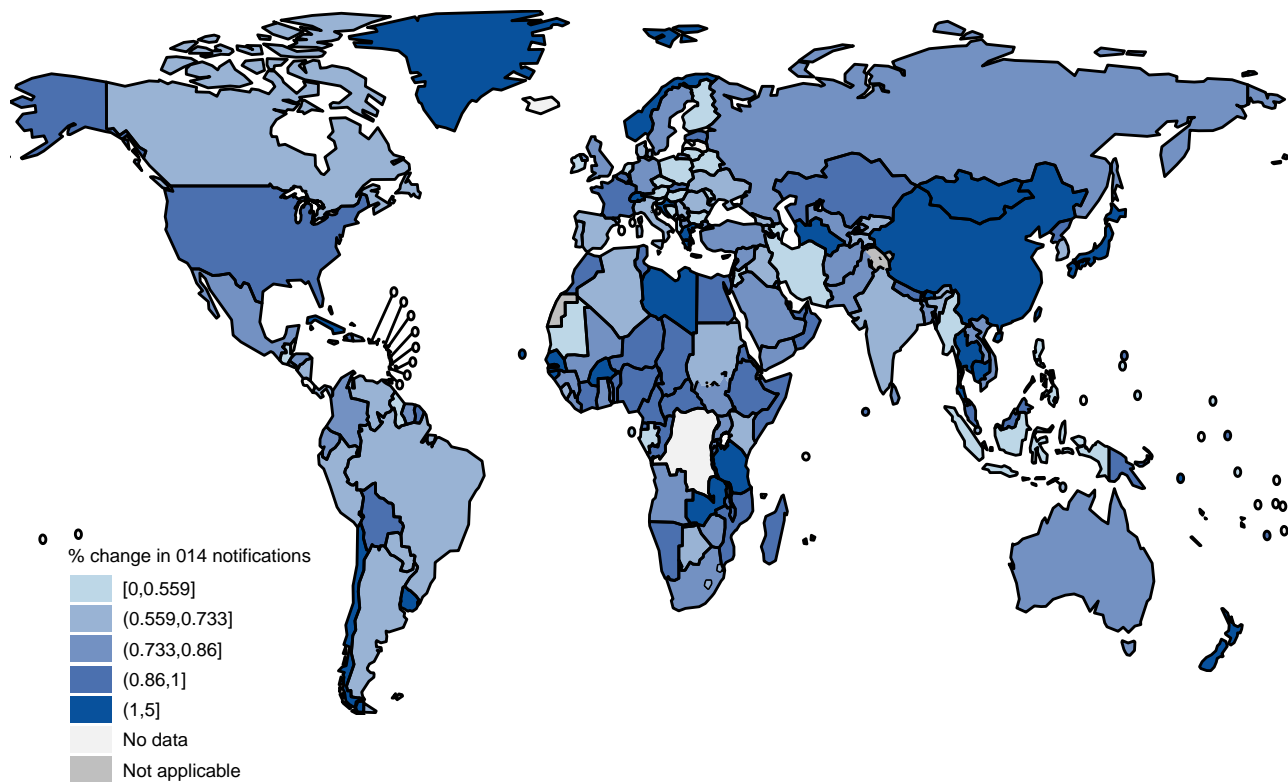 % change in 014 notifications
[0,0.559]
(0.559,0.733]
(0.733,0.86]
(0.86,1]
(1,5]
No data
Not applicable